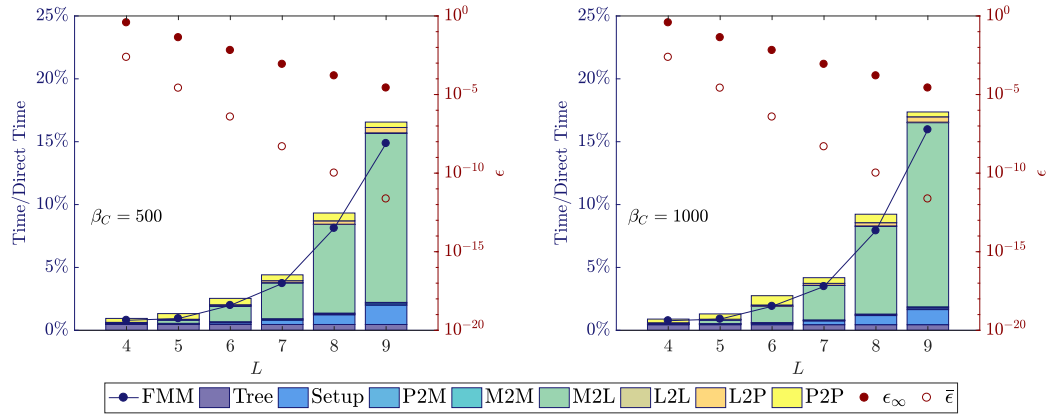 25%
20%
15%
10%
5%
0%
Time/Direct Time
β_C = 500
4 5 6 7 8 9
L
10^0
10^-5
10^-10
10^-15
10^-20
ϵ
25%
20%
15%
10%
5%
0%
Time/Direct Time
β_C = 1000
4 5 6 7 8 9
L
10^0
10^-5
10^-10
10^-15
10^-20
ϵ
FMM Tree Setup P2M M2M M2L L2L L2P P2P ϵ_∞ ϵ̅